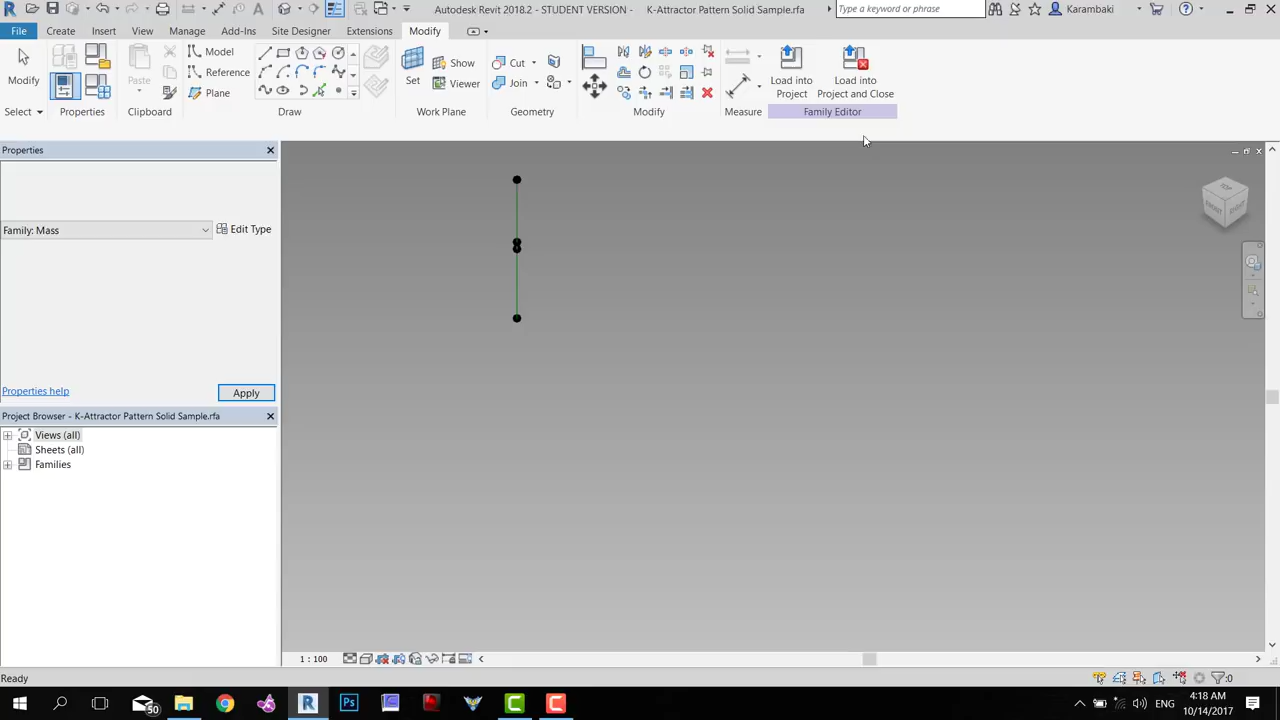 Autodesk Revit 2018.2 - STUDENT VERSION - K-Attractor Pattern Solid Sample.rfa
Type a keyword or phrase
Karambaki
File Create Insert View Manage Add-Ins Site Designer Extensions Modify
Modify
Paste
Model
Reference
Plane
Set
Show
Viewer
Cut
Join
Load into
Project
Load into
Project and Close
Select Properties Clipboard Draw Work Plane Geometry Modify Measure Family Editor
Properties
Family: Mass
Edit Type
Properties help
Apply
Project Browser - K-Attractor Pattern Solid Sample.rfa
Views (all)
Sheets (all)
Families
1 : 100
Ready
:0
50
Ps
ENG
4:18 AM
10/14/2017